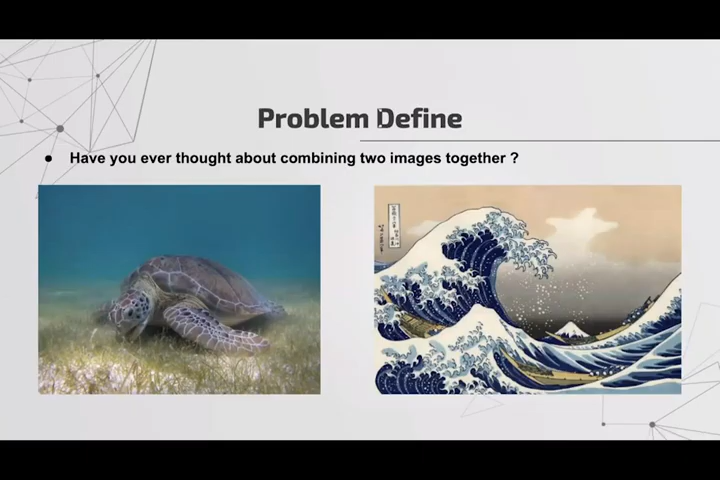 Problem Define
● Have you ever thought about combining two images together ?